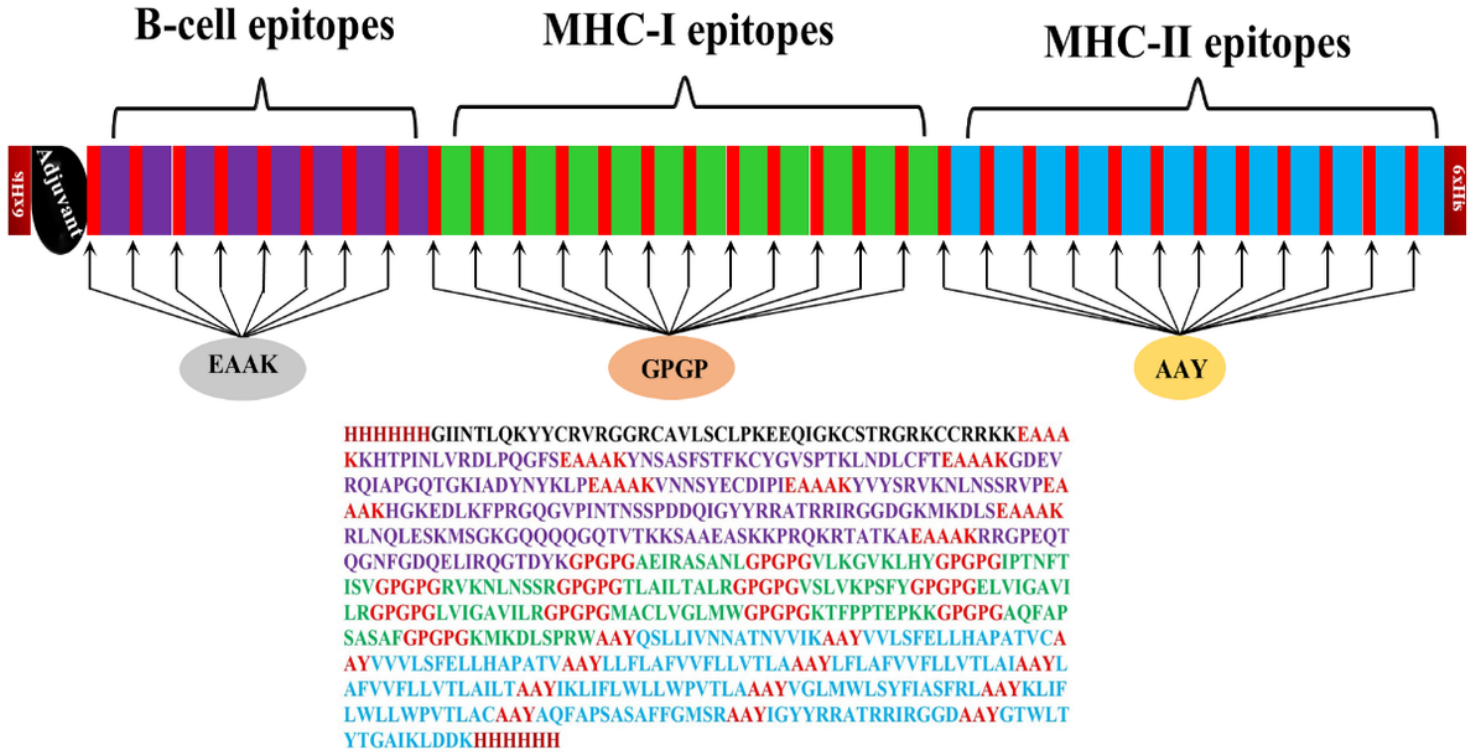 B-cell epitopes
MHC-I epitopes
MHC-II epitopes
6xHis
Adjuvant
6xHis
EAAK
GPGP
AAY
HHHHHHGIINTLQKYYCRVRGGRCAVLSCLPKEEQIGKCSTRGRKCCRRKKEAAA
KKHTPINLVRDLPQGFSEAAAKYNSASFSTFKCYGVSPTKLNDLCFTEAAAKGDEV
RQIAPGQTGKIADYNYKLPEAAAKVNNSYECDIPIEAAAKYVYSRVKNLNSSRVPEA
AAKHGKEDLKFPRGQGVPINTNSSPDDQIGYYRRATRRIRGGDGKMKDLSEAAAK
RLNQLESKMSGKGQQQQGQTVTKKSAAEASKKPRQKRTATKAEAAAKRRGPEQT
QGNFGDQELIRQGTDYKGPGPGAEIRASANLGPGPGVLKGVKLHYGPGPGIPTNFT
ISVGPGPGRVKNLNSSRGPGPGTLAILTALRGPGPGVSLVKPSFYGPGPGELVIGAVI
LRGPGPGLVIGAVILRGPGPGMACLVGLMWGPGPGKTFPPTEPKKGPGPGAQFAP
SASAFGPGPGKMKDLSPRWAAYQSLLIVNNATNVVIKAAYVVLSFELLHAPATVCA
AYVVVLSFELLHAPATVAAYLLFLAFVVFLLVTLAAAYLFLAFVVFLLVTLAIAAYL
AFVVFLLVTLAILTAAYIKLIFLWLLWPVTLAAAYVGLMWLSYFIASFRLAAYKLIF
LWLLWPVTLACAAYAQFAPSASAFFGMSRAAYIGYYRRATRRIRGGDAAYGTWLT
YTGAIKLDDKHHHHHH